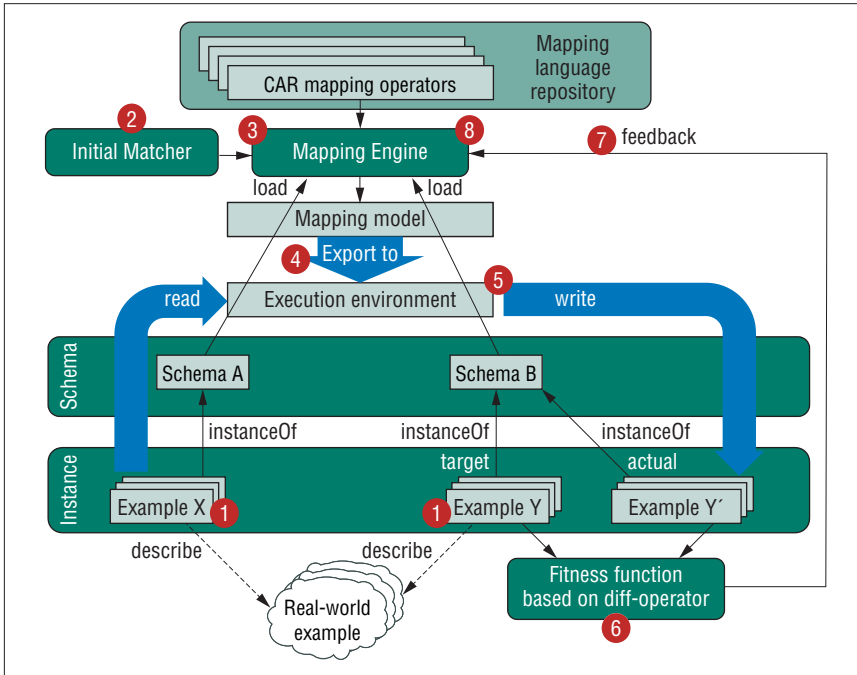 CAR mapping operators
Mapping
language
repository
2
3
8
7
feedback
Initial Matcher
Mapping Engine
load
load
Mapping model
4
Export to
5
read
Execution environment
write
Schema
Schema A
Schema B
instanceOf
instanceOf
instanceOf
target
actual
Instance
Example X
1
1
Example Y
Example Y´
describe
describe
Real-world
example
Fitness function
based on diff-operator
6